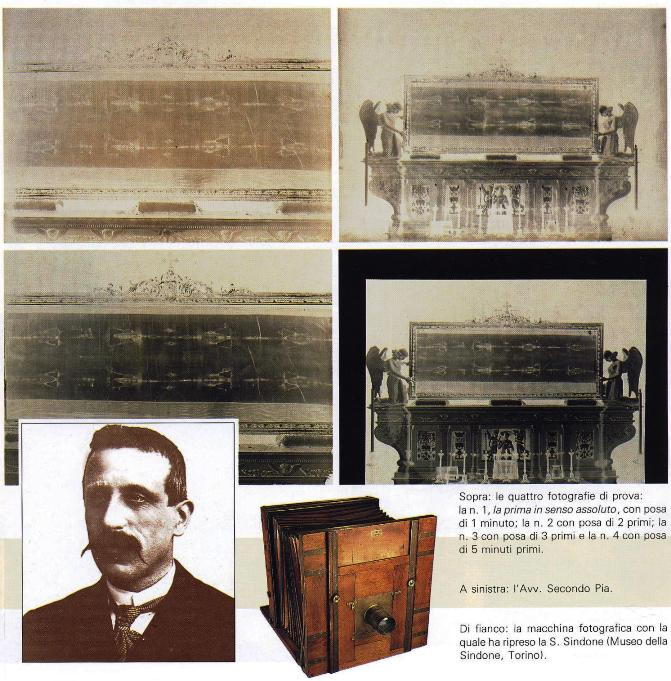 Sopra: le quattro fotografie di prova:
la n. 1, la prima in senso assoluto, con posa
di 1 minuto; la n. 2 con posa di 2 primi; la
n. 3 con posa di 3 primi e la n. 4 con posa
di 5 minuti primi.
A sinistra: l'Avv. Secondo Pia.
Di fianco: la macchina fotografica con la
quale ha ripreso la S. Sindone (Museo della
Sindone, Torino).